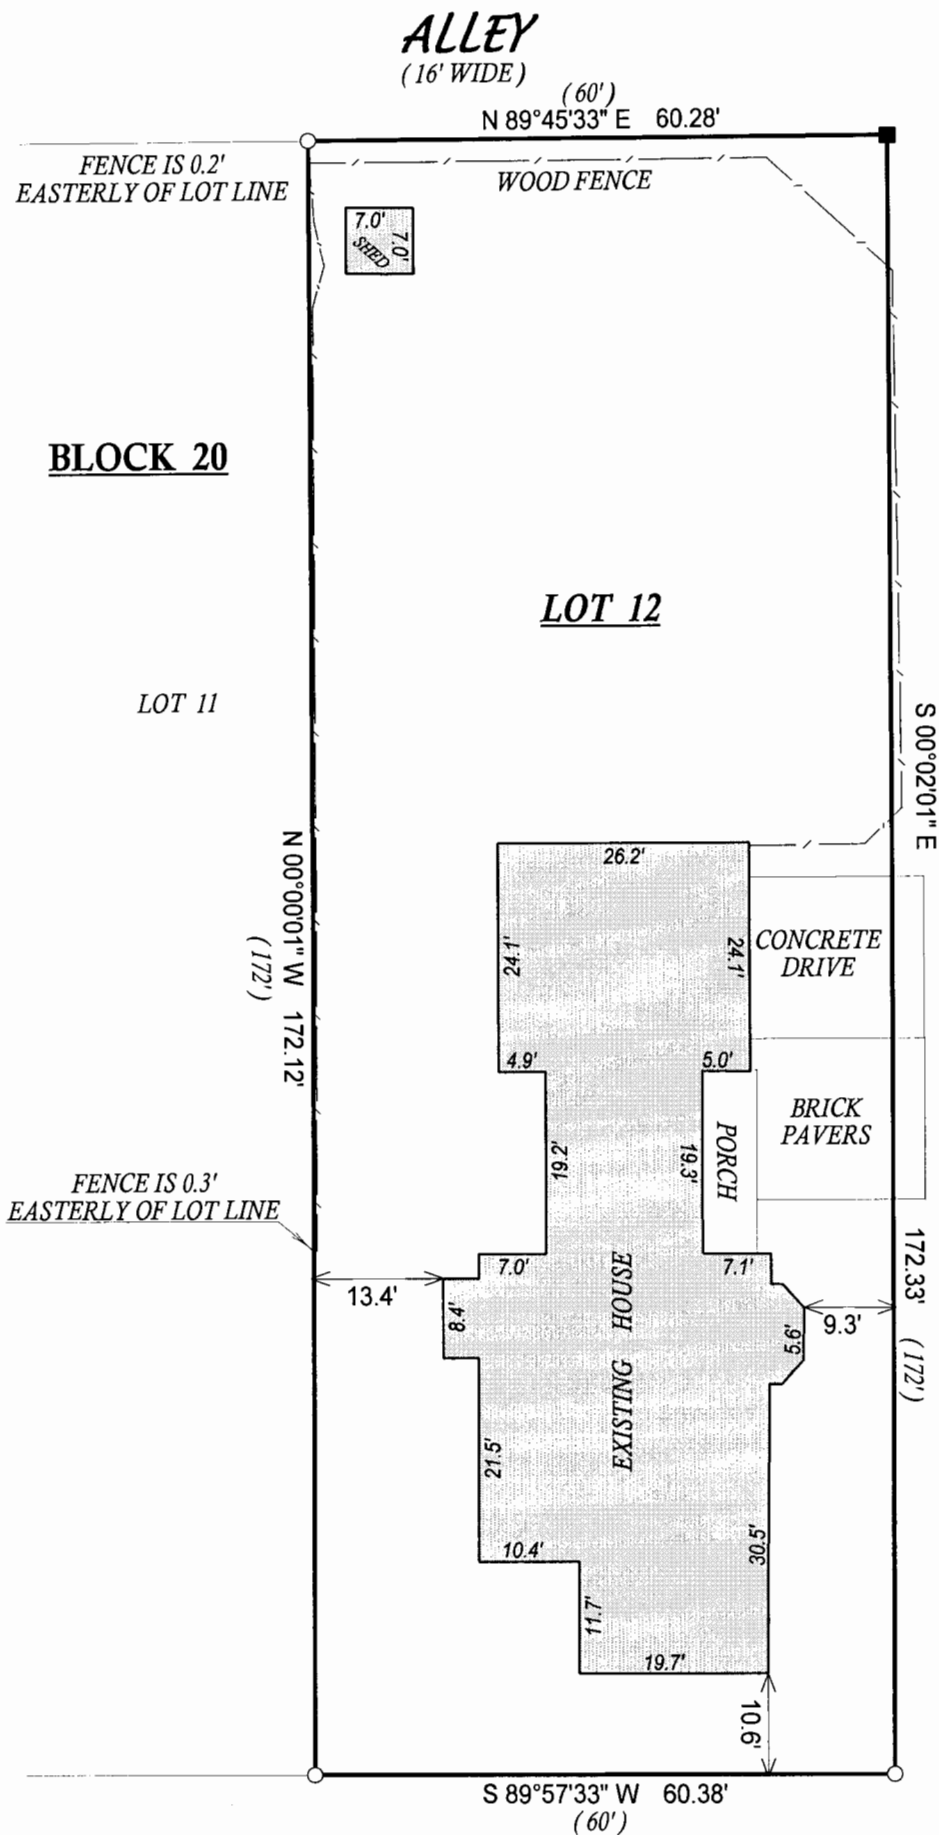 ALLEY
(16' WIDE)
(60')
N 89°45'33" E 60.28'
FENCE IS 0.2'
EASTERLY OF LOT LINE
WOOD FENCE
7.0'
7.0'
SHED
BLOCK 20
LOT 12
LOT 11
S 00°02'01" E
172.33'
(172')
N 00°00'01" W 172.12'
(172')
26.2'
24.1'
24.1'
CONCRETE
DRIVE
4.9'
5.0'
19.2'
19.3'
PORCH
BRICK
PAVERS
FENCE IS 0.3'
EASTERLY OF LOT LINE
7.0'
7.1'
13.4'
8.4'
EXISTING HOUSE
5.6'
9.3'
21.5'
30.5'
10.4'
11.7'
19.7'
10.6'
S 89°57'33" W 60.38'
(60')